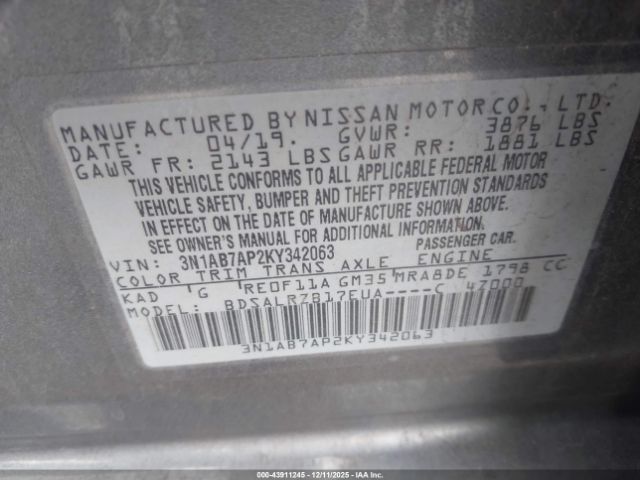 MANUFACTURED BY NISSAN MOTOR CO., LTD.
DATE: 04/19. GVWR: 3876 LBS
GAWR FR: 2143 LBS GAWR RR: 1881 LBS
THIS VEHICLE CONFORMS TO ALL APPLICABLE FEDERAL MOTOR
VEHICLE SAFETY, BUMPER AND THEFT PREVENTION STANDARDS
IN EFFECT ON THE DATE OF MANUFACTURE SHOWN ABOVE.
SEE OWNER'S MANUAL FOR ADDITIONAL INFORMATION.
VIN: 3N1AB7AP2KY342063 PASSENGER CAR.
COLOR TRIM TRANS AXLE ENGINE
KAD G RE0F11A GM35 MRA8DE 1798 CC
MODEL BDSALRZB17EUA----C 4Z000
3N1AB7AP2KY342063
000-43911245 - 12/11/2025 - IAA Inc.